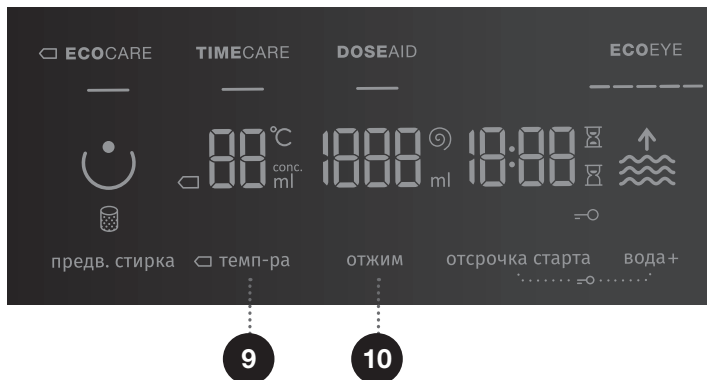 ECOCARE TIMECARE DOSEAID ECOEYE
88 °C 1888 18:88
conc.
ml ml
предв. стирка темп-ра отжим отсрочка старта вода+
9 10